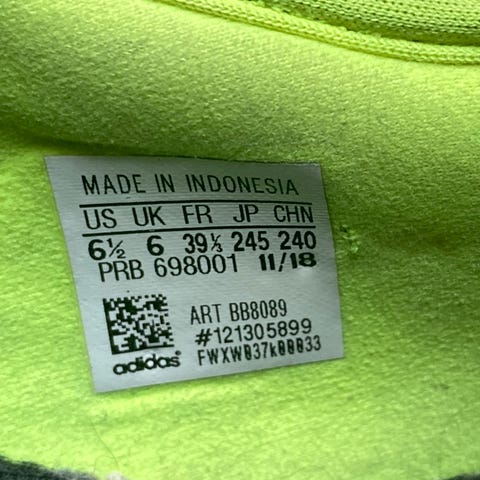 MADE IN INDONESIA
US UK FR JP CHN
6½ 6 39⅓ 245 240
PRB 698001 11/18
ART BB8089
#121305899
FWXW037k00033
adidas